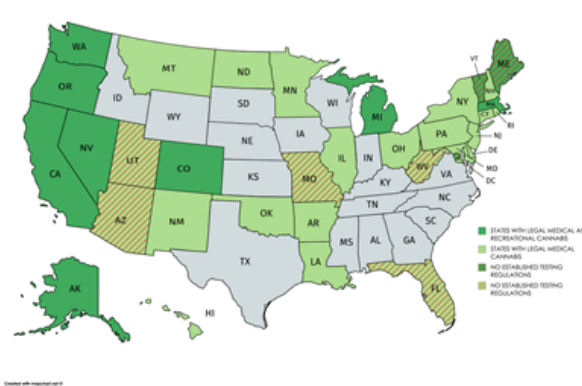 WA
OR
CA
NV
ID
MT
WY
UT
AZ
CO
NM
ND
SD
NE
KS
OK
TX
MN
IA
MO
AR
LA
WI
IL
MI
IN
OH
KY
TN
MS
AL
GA
FL
SC
NC
VA
WV
PA
NY
VT
ME
MA
CT
RI
NJ
DE
MD
DC
AK
HI
STATES WITH LEGAL MEDICAL AN
RECREATIONAL CANNABIS
STATES WITH LEGAL MEDICAL
CANNABIS
NO ESTABLISHED TESTING
REGULATIONS
NO ESTABLISHED TESTING
REGULATIONS
Created with mapchart.net ©